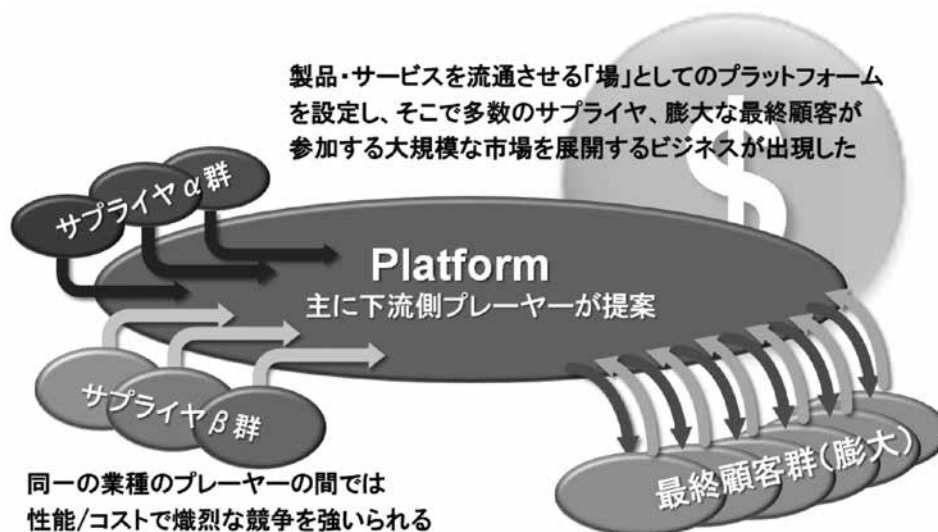 製品・サービスを流通させる「場」としてのプラットフォーム
を設定し、そこで多数のサプライヤ、膨大な最終顧客が
参加する大規模な市場を展開するビジネスが出現した
$
サプライヤα群
Platform
主に下流側プレーヤーが提案
サプライヤβ群
最終顧客群(膨大)
同一の業種のプレーヤーの間では
性能/コストで熾烈な競争を強いられる